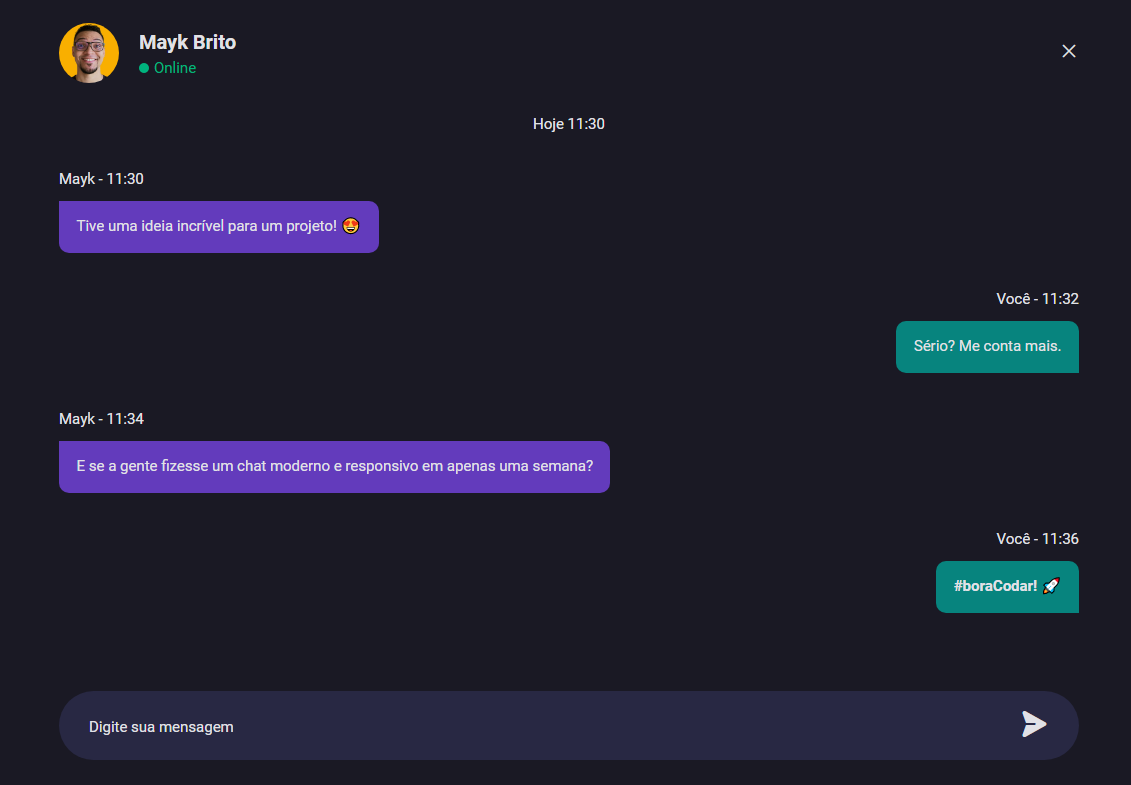 Mayk Brito
Online
Hoje 11:30
Mayk - 11:30
Tive uma ideia incrível para um projeto! 😍
Você - 11:32
Sério? Me conta mais.
Mayk - 11:34
E se a gente fizesse um chat moderno e responsivo em apenas uma semana?
Você - 11:36
#boraCodar! 🚀
Digite sua mensagem